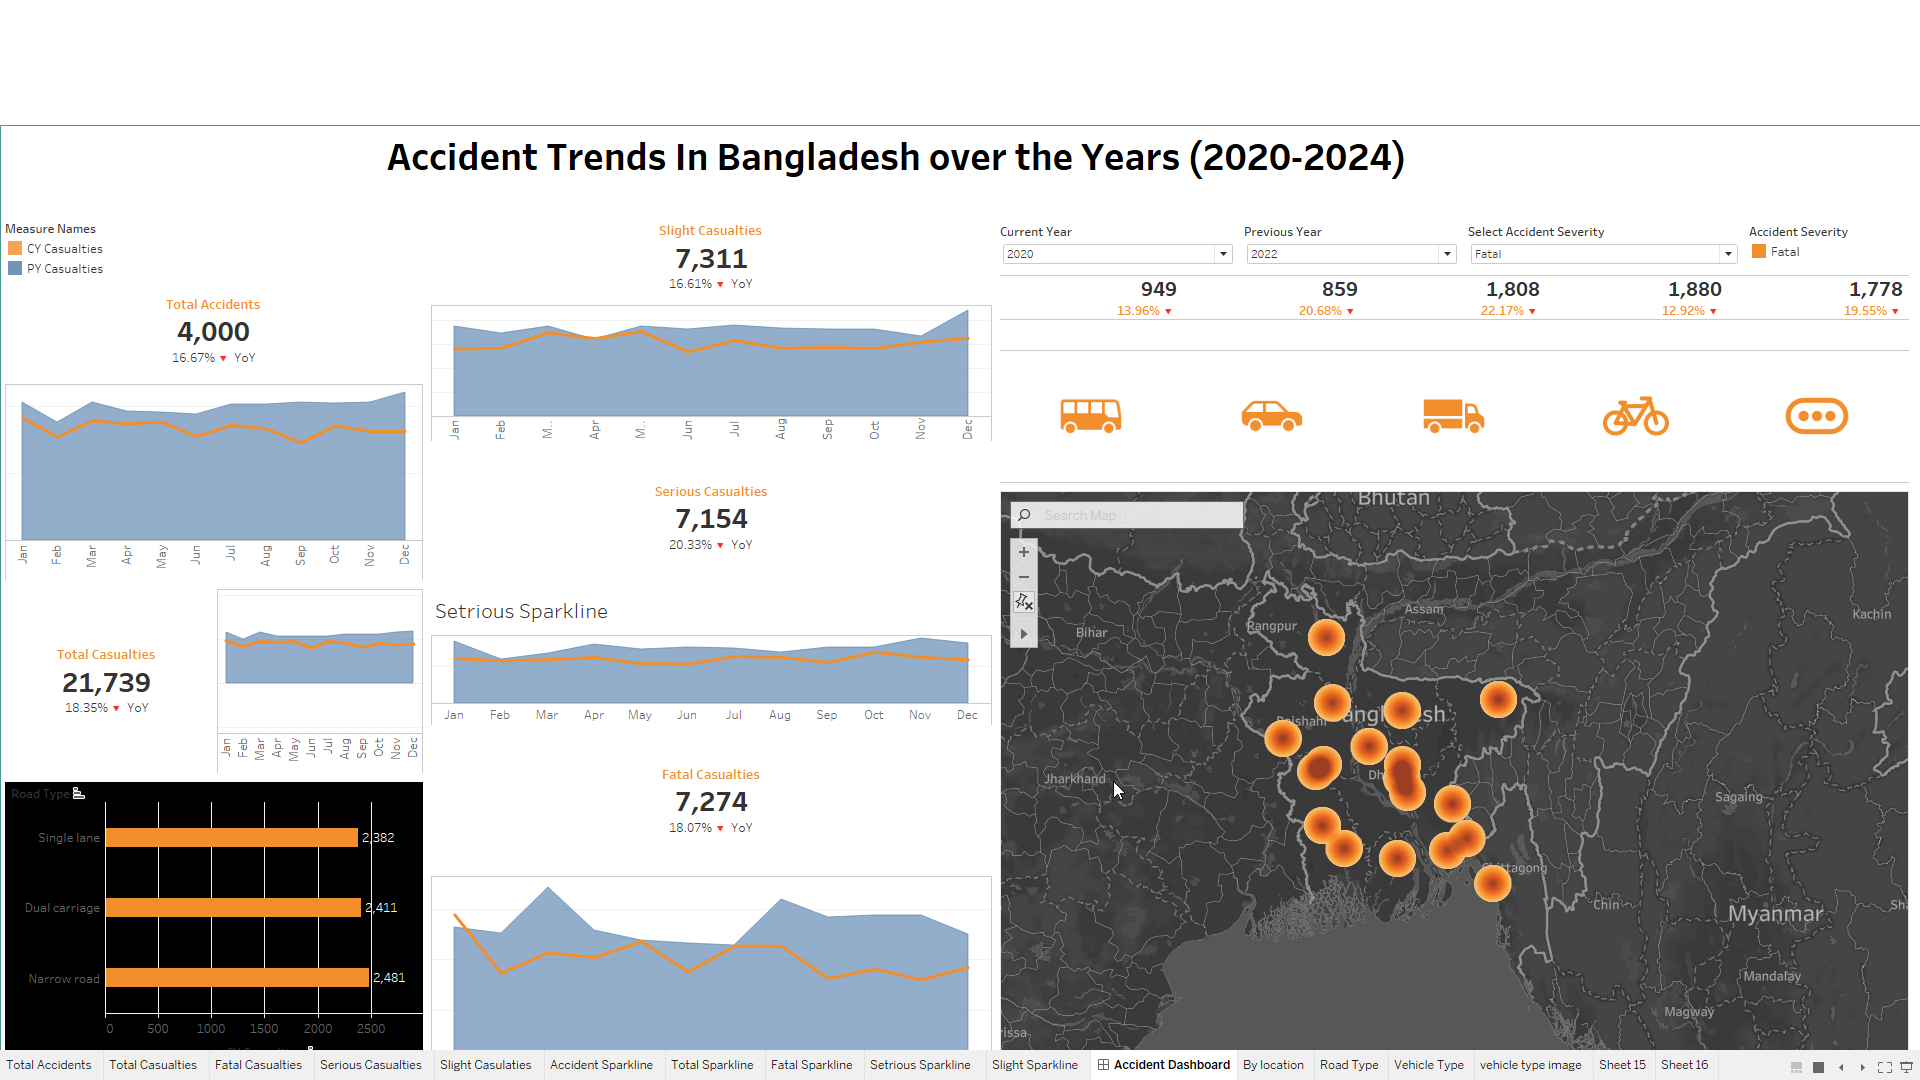 Accident Trends In Bangladesh over the Years (2020-2024)
Measure Names
CY Casualties
PY Casualties
Total Accidents
4,000
16.67% ▼ YoY
Jan Feb Mar Apr May Jun Jul Aug Sep Oct Nov Dec
Total Casualties
21,739
18.35% ▼ YoY
Jan Feb Mar Apr May Jun Jul Aug Sep Oct Nov Dec
Road Type
Single lane 2,382
Dual carriage 2,411
Narrow road 2,481
0 500 1000 1500 2000 2500
Slight Casualties
7,311
16.61% ▼ YoY
Jan Feb M.. Apr M.. Jun Jul Aug Sep Oct Nov Dec
Serious Casualties
7,154
20.33% ▼ YoY
Setrious Sparkline
Jan Feb Mar Apr May Jun Jul Aug Sep Oct Nov Dec
Fatal Casualties
7,274
18.07% ▼ YoY
Current Year Previous Year Select Accident Severity Accident Severity
2020 2022 Fatal Fatal
949 859 1,808 1,880 1,778
13.96% ▼ 20.68% ▼ 22.17% ▼ 12.92% ▼ 19.55% ▼
Search Map
Bhutan
Assam
Kachin
Rangpur
Bihar
Jharkhand
Sagaing
Chin
Myanmar
Mandalay
Magway
Total Accidents Total Casualties Fatal Casualties Serious Casualties Slight Casulaties Accident Sparkline Total Sparkline Fatal Sparkline Setrious Sparkline Slight Sparkline Accident Dashboard By location Road Type Vehicle Type vehicle type image Sheet 15 Sheet 16